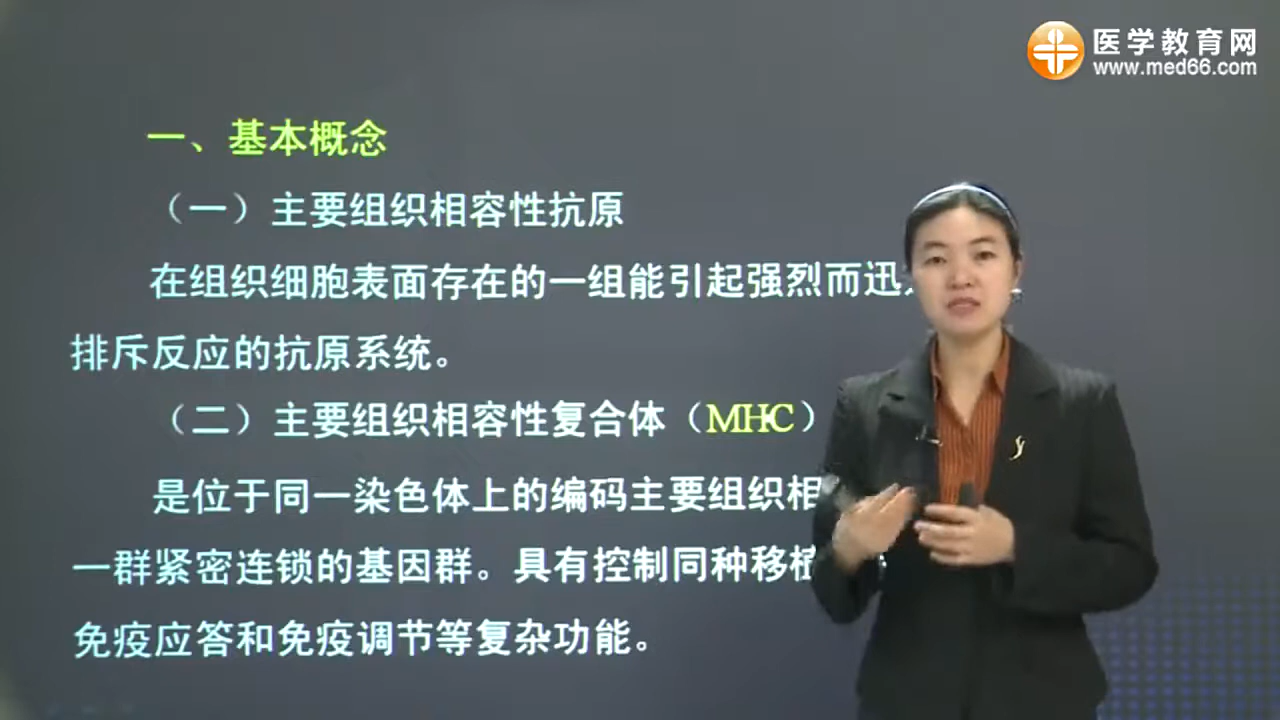 医学教育网
www.med66.com
一、基本概念
（一）主要组织相容性抗原
在组织细胞表面存在的一组能引起强烈而迅
排斥反应的抗原系统。
（二）主要组织相容性复合体（MHC）
是位于同一染色体上的编码主要组织相
一群紧密连锁的基因群。具有控制同种移植
免疫应答和免疫调节等复杂功能。